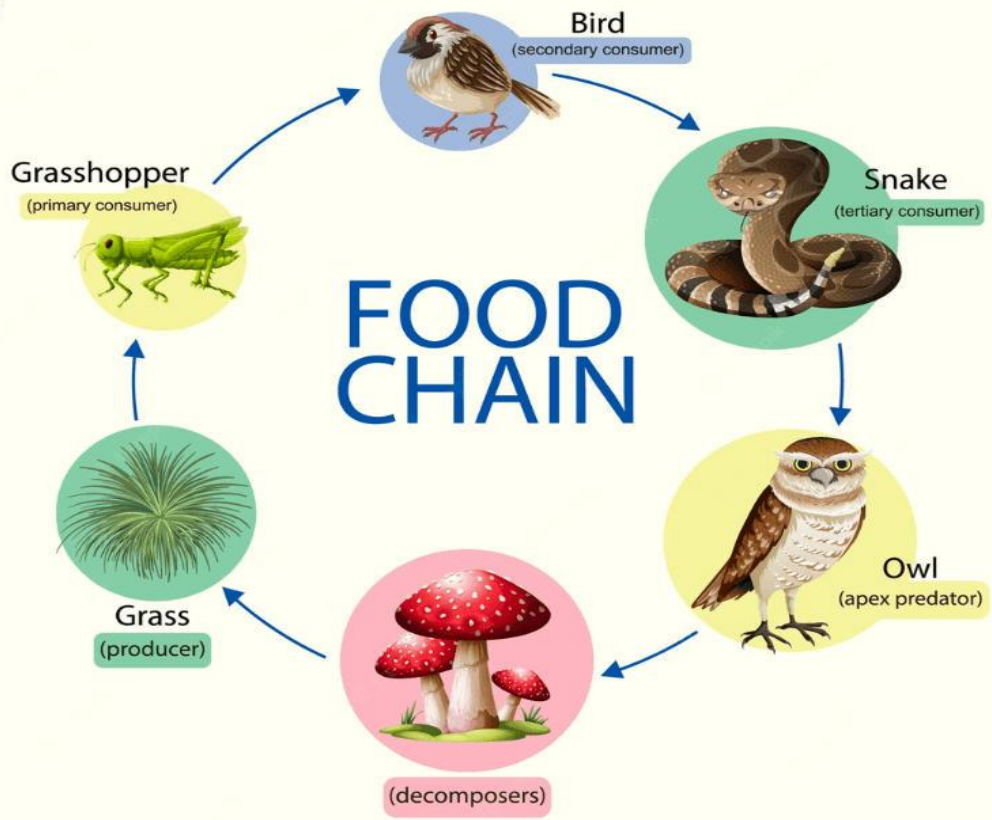 Bird
(secondary consumer)
Grasshopper
(primary consumer)
Snake
(tertiary consumer)
FOOD
CHAIN
Owl
(apex predator)
Grass
(producer)
(decomposers)